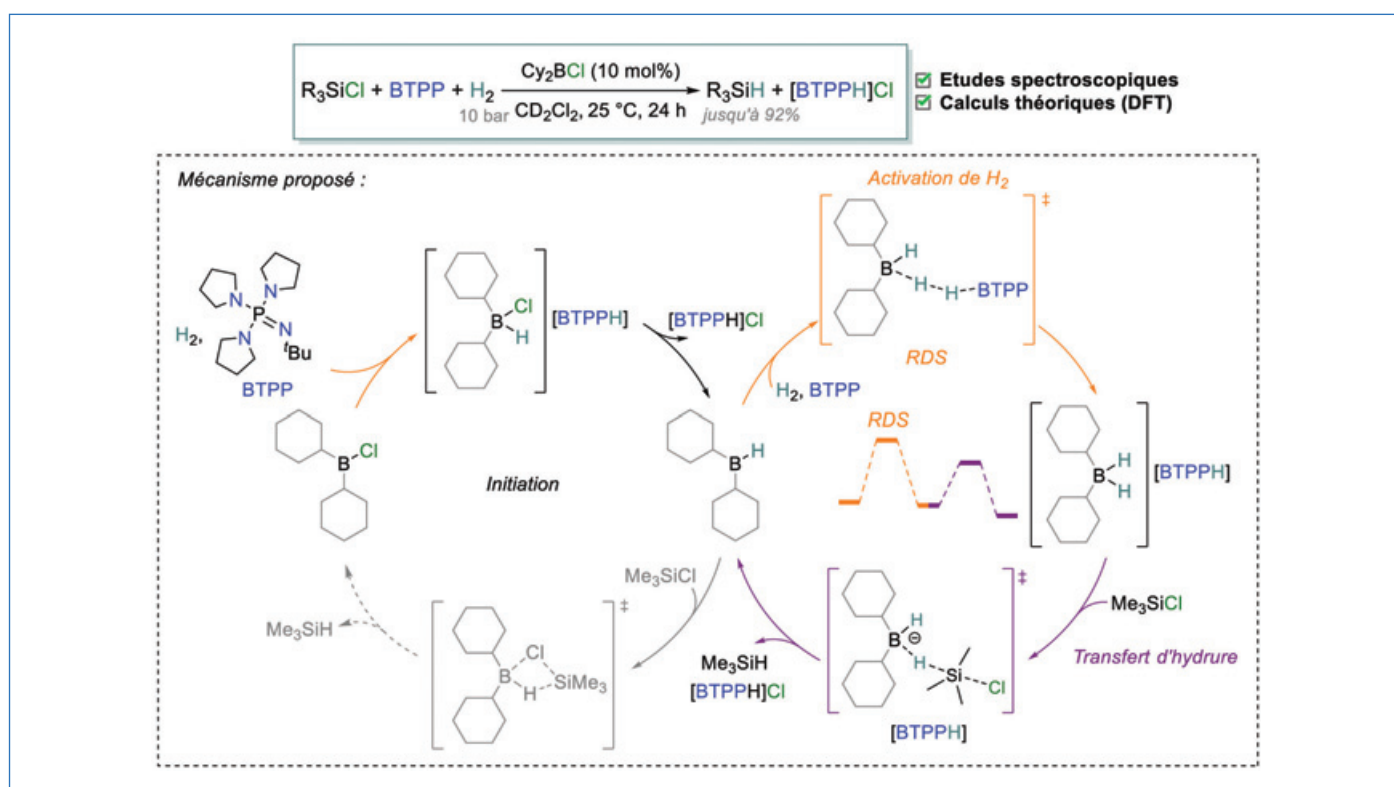 Cy₂BCl (10 mol%)
R₃SiCl + BTPP + H₂ R₃SiH + [BTPPH]Cl
10 bar CD₂Cl₂, 25 °C, 24 h jusqu'à 92%
Etudes spectroscopiques
Calculs théoriques (DFT)
Mécanisme proposé :
Activation de H₂
‡
H
B
H
H
BTPP
N
N
P
N
N
tBu
H₂,
BTPP
Cl
B
H
[BTPPH]
[BTPPH]Cl
RDS
H₂, BTPP
B
Cl
Initiation
B
H
RDS
H
B
H
[BTPPH]
Me₃SiCl
Me₃SiH
‡
Cl
B
H
SiMe₃
Me₃SiH
[BTPPH]Cl
‡
H
B
⊖
H
Si
Cl
[BTPPH]
Me₃SiCl
Transfert d'hydrure